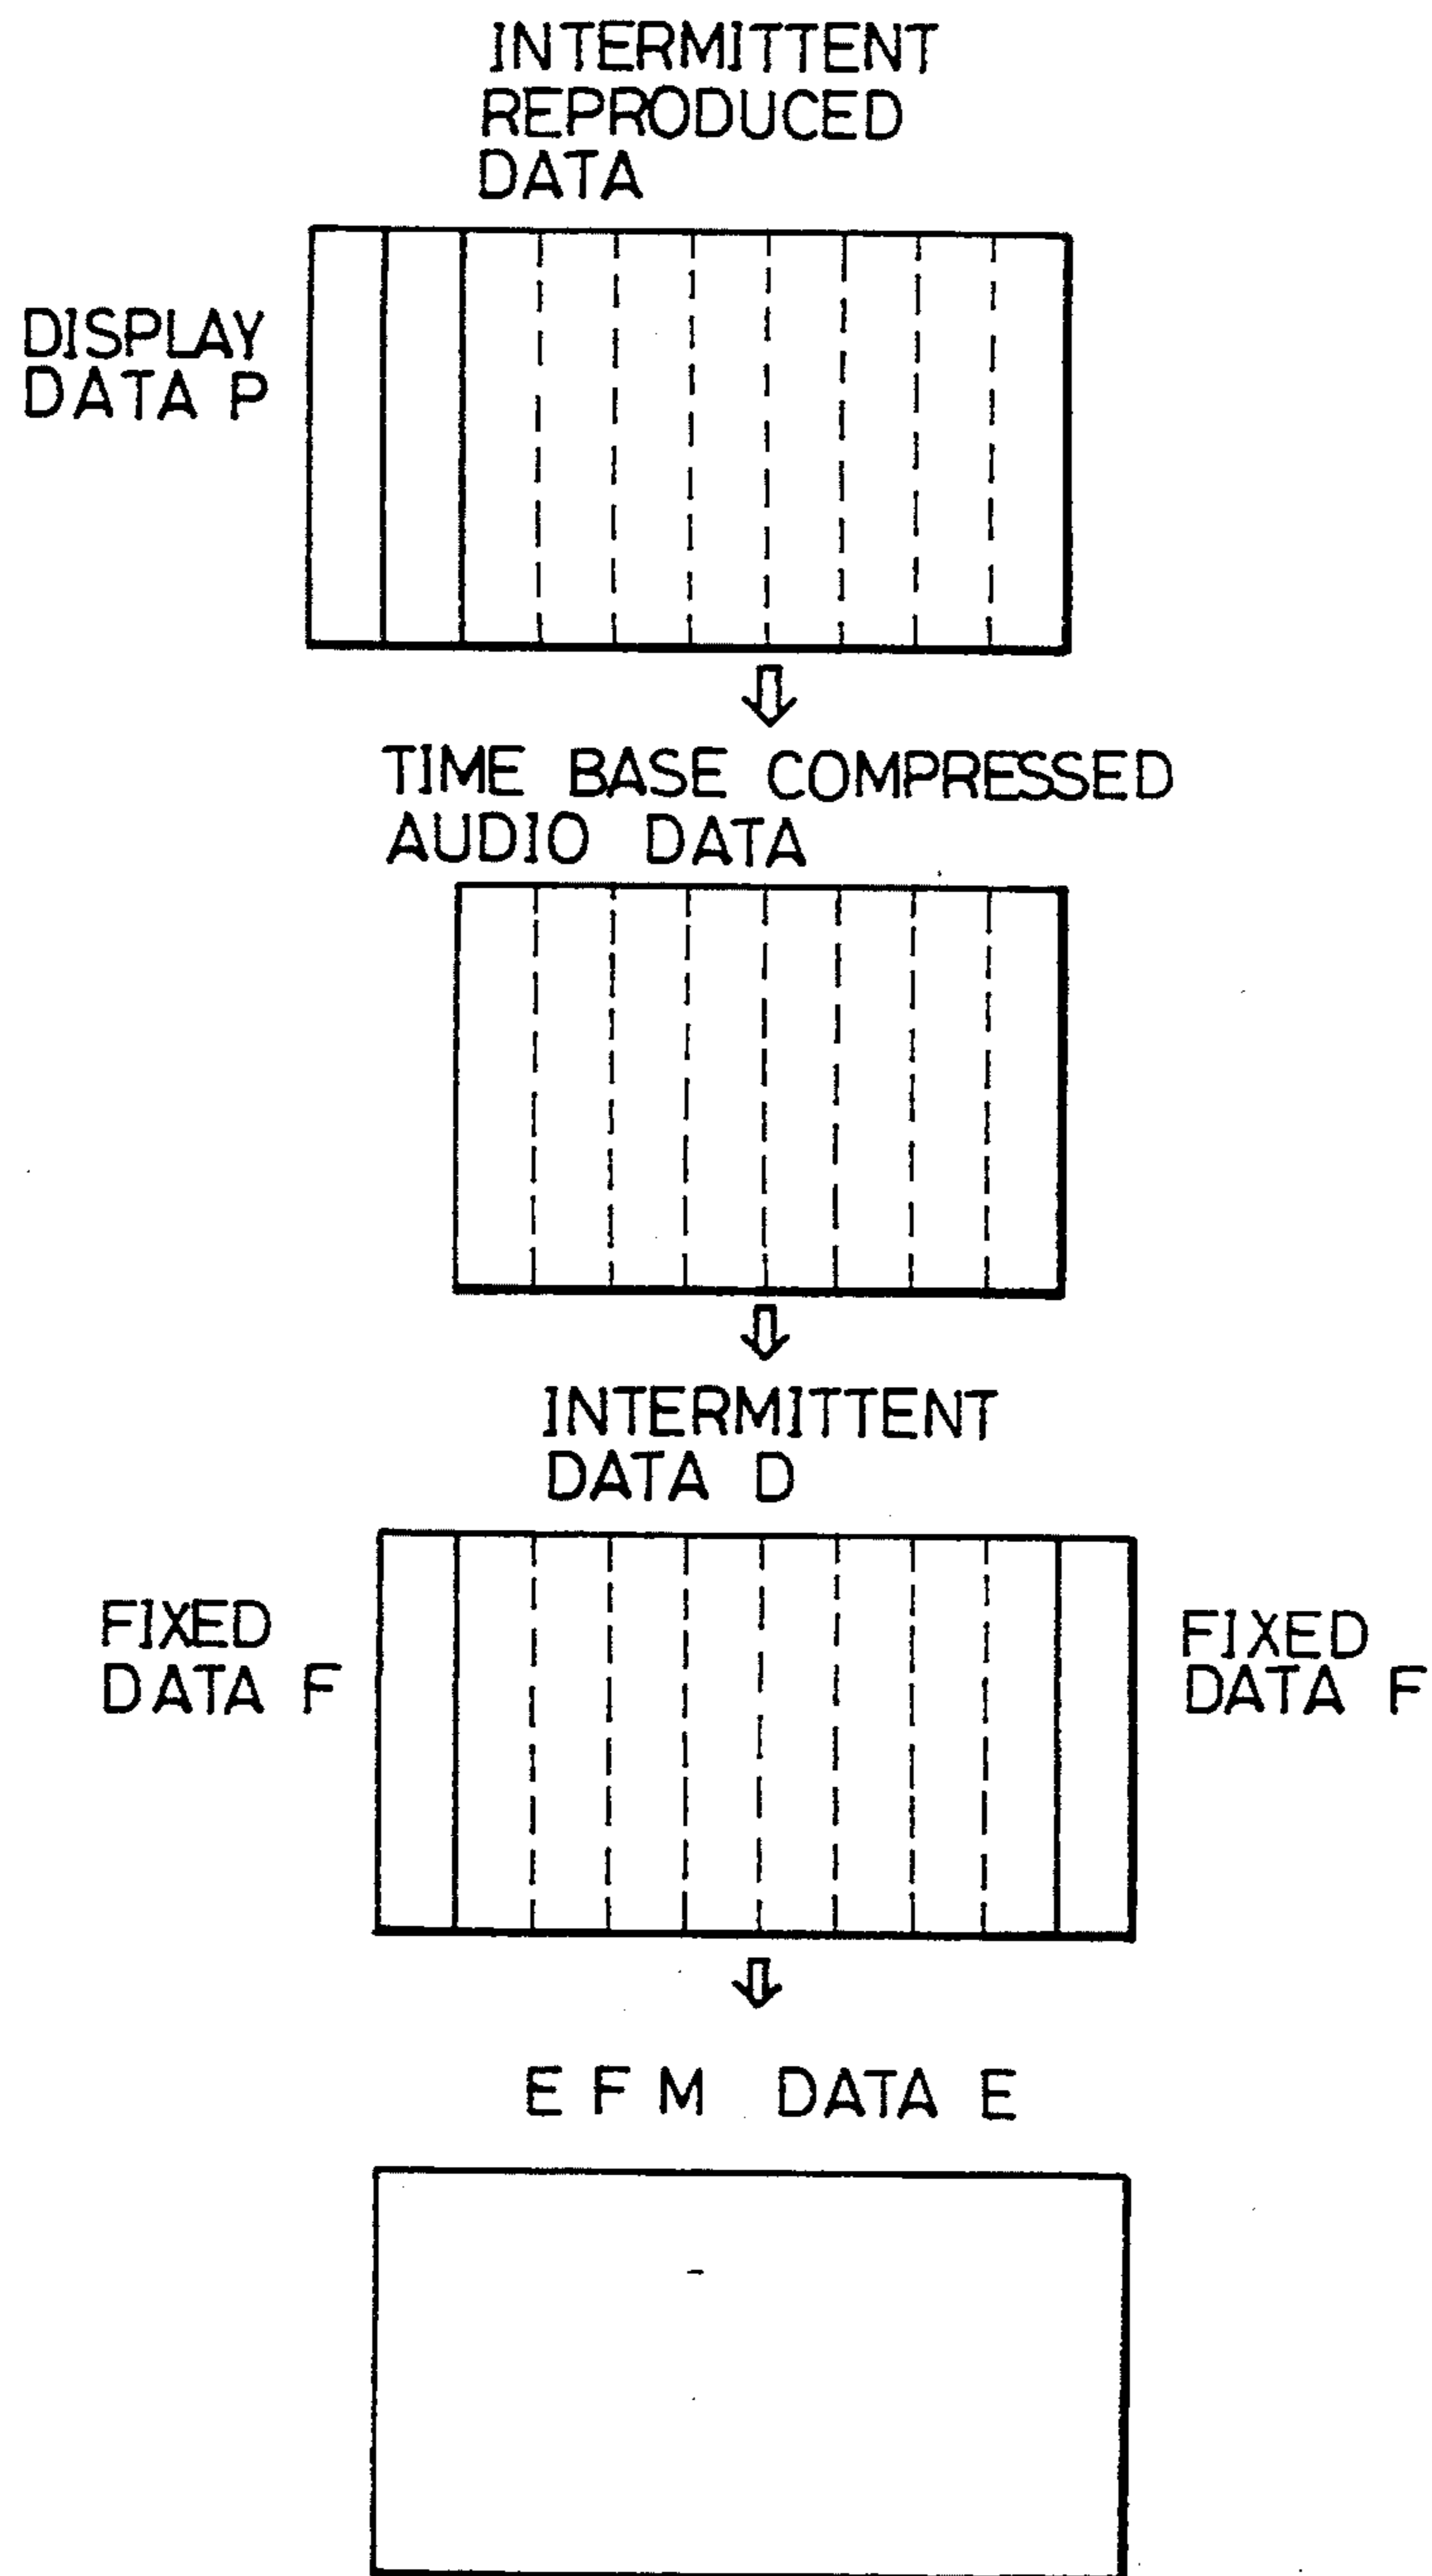 INTERMITTENT
REPRODUCED
DATA
DISPLAY
DATA P
TIME BASE COMPRESSED
AUDIO DATA
INTERMITTENT
DATA D
FIXED
DATA F
FIXED
DATA F
E F M DATA E